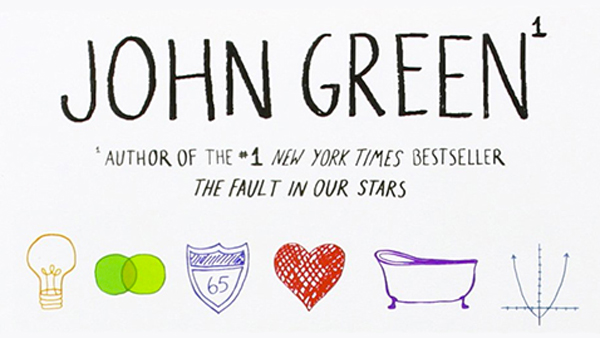 JOHN GREEN¹
¹AUTHOR OF THE #1 NEW YORK TIMES BESTSELLER
THE FAULT IN OUR STARS
65